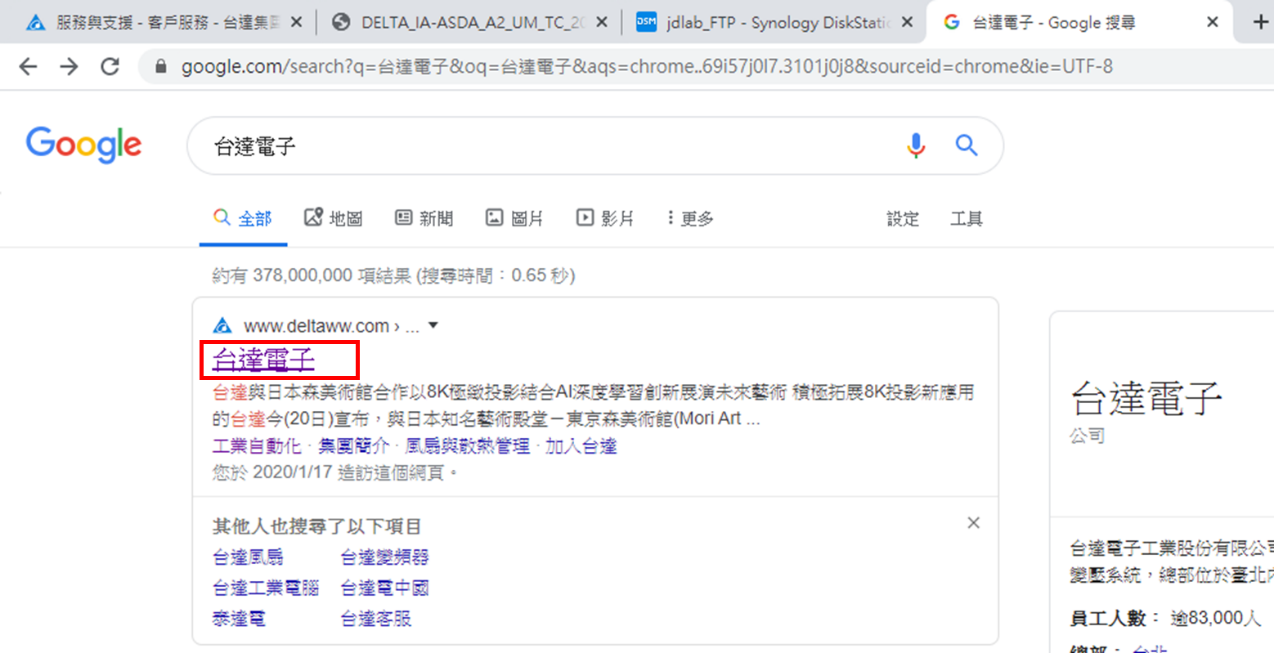 服務與支援 - 客戶服務 - 台達集團
DELTA_IA-ASDA_A2_UM_TC_20
jdlab_FTP - Synology DiskStatio
台達電子 - Google 搜尋
google.com/search?q=台達電子&oq=台達電子&aqs=chrome..69i57j0l7.3101j0j8&sourceid=chrome&ie=UTF-8
Google
台達電子
全部 地圖 新聞 圖片 影片 更多 設定 工具
約有 378,000,000 項結果 (搜尋時間：0.65 秒)
www.deltaww.com › ...
台達電子
台達與日本森美術館合作以8K極緻投影結合AI深度學習創新展演未來藝術 積極拓展8K投影新應用
的台達今(20日)宣布，與日本知名藝術殿堂－東京森美術館(Mori Art ...
工業自動化 · 集團簡介 · 風扇與散熱管理 · 加入台達
您於 2020/1/17 造訪這個網頁。
其他人也搜尋了以下項目
台達風扇 台達變頻器
台達工業電腦 台達電中國
泰達電 台達客服
台達電子
公司
台達電子工業股份有限公司
變壓系統，總部位於臺北內
員工人數： 逾83,000人
總部： 台北